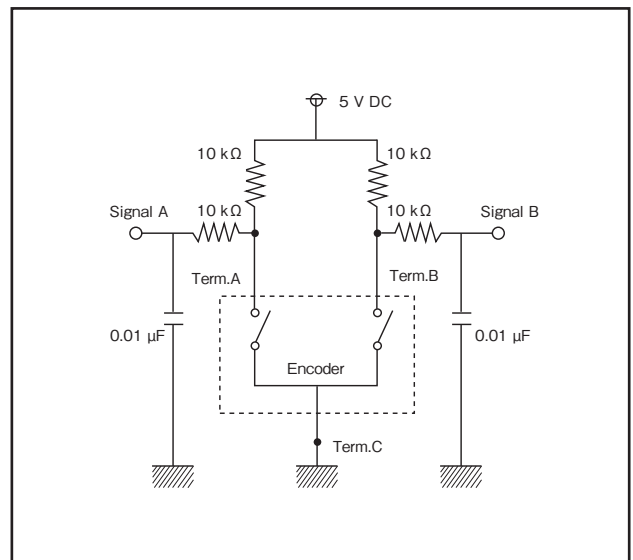 5 V DC
10 kΩ 10 kΩ
Signal A 10 kΩ 10 kΩ Signal B
Term.A Term.B
0.01 µF 0.01 µF
Encoder
Term.C